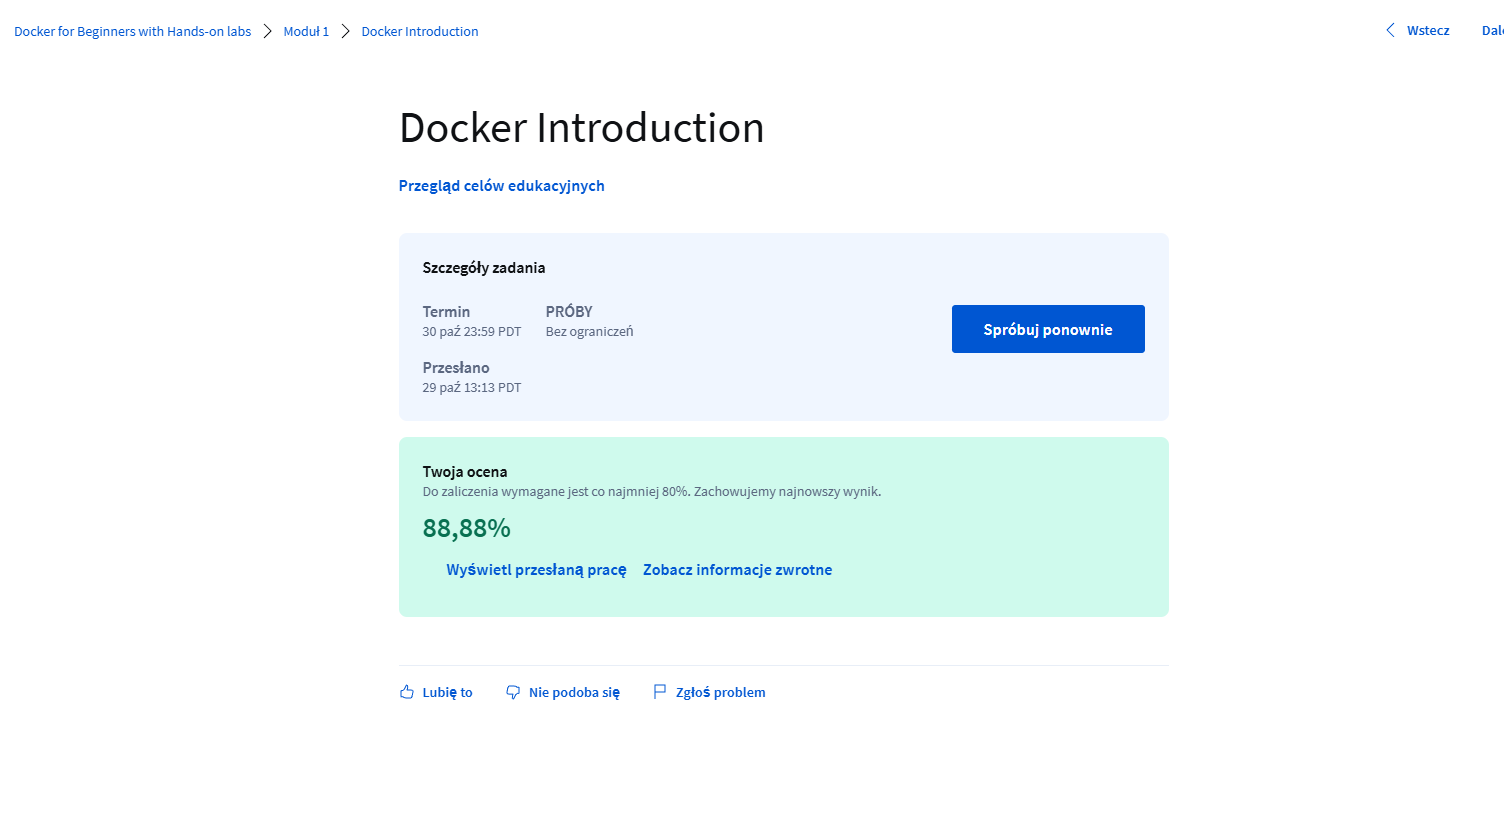 Docker for Beginners with Hands-on labs > Moduł 1 > Docker Introduction
Wstecz
Docker Introduction
Przegląd celów edukacyjnych
Szczegóły zadania
Termin
30 paź 23:59 PDT
PRÓBY
Bez ograniczeń
Spróbuj ponownie
Przesłano
29 paź 13:13 PDT
Twoja ocena
Do zaliczenia wymagane jest co najmniej 80%. Zachowujemy najnowszy wynik.
88,88%
Wyświetl przesłaną pracę
Zobacz informacje zwrotne
Lubię to
Nie podoba się
Zgłoś problem